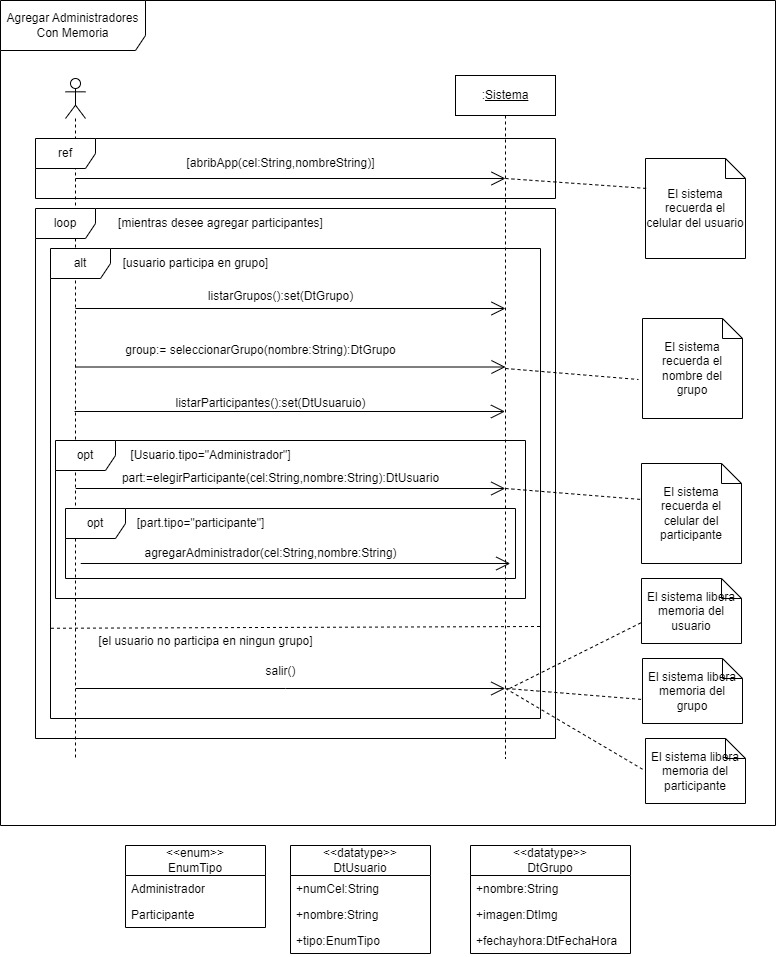 Agregar Administradores
Con Memoria
:Sistema
ref
[abribApp(cel:String,nombreString)]
El sistema
recuerda el
celular del usuario
loop
[mientras desee agregar participantes]
alt
[usuario participa en grupo]
listarGrupos():set(DtGrupo)
group:= seleccionarGrupo(nombre:String):DtGrupo
El sistema
recuerda el
nombre del
grupo
listarParticipantes():set(DtUsuaruio)
opt
[Usuario.tipo="Administrador"]
part:=elegirParticipante(cel:String,nombre:String):DtUsuario
El sistema
recuerda el
celular del
participante
opt
[part.tipo="participante"]
agregarAdministrador(cel:String,nombre:String)
El sistema libera
memoria del
usuario
[el usuario no participa en ningun grupo]
salir()
El sistema libera
memoria del
grupo
El sistema libera
memoria del
participante
<<enum>>
EnumTipo
Administrador
Participante
<<datatype>>
DtUsuario
+numCel:String
+nombre:String
+tipo:EnumTipo
<<datatype>>
DtGrupo
+nombre:String
+imagen:DtImg
+fechayhora:DtFechaHora